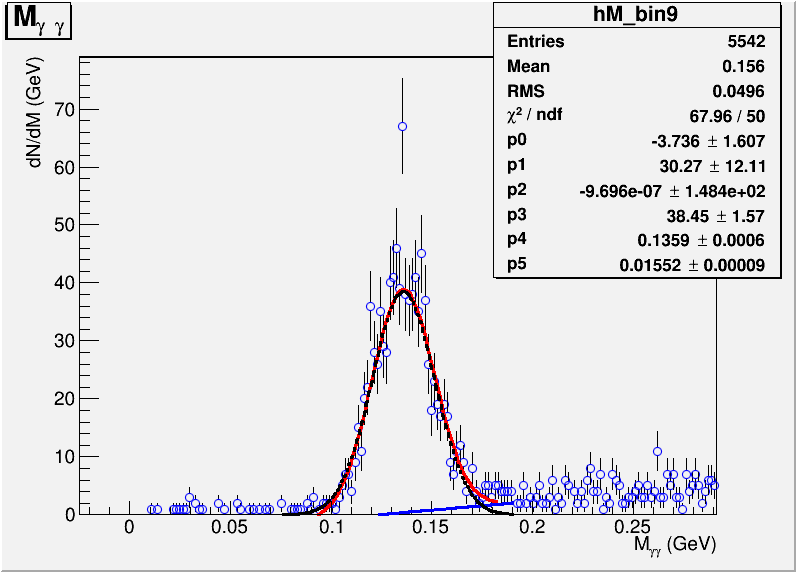 Mγ γ
hM_bin9
Entries 5542
Mean 0.156
RMS 0.0496
χ² / ndf 67.96 / 50
p0 -3.736 ± 1.607
p1 30.27 ± 12.11
p2 -9.696e-07 ± 1.484e+02
p3 38.45 ± 1.57
p4 0.1359 ± 0.0006
p5 0.01552 ± 0.00009
dN/dM (GeV)
70
60
50
40
30
20
10
0
0 0.05 0.1 0.15 0.2 0.25
Mγγ (GeV)